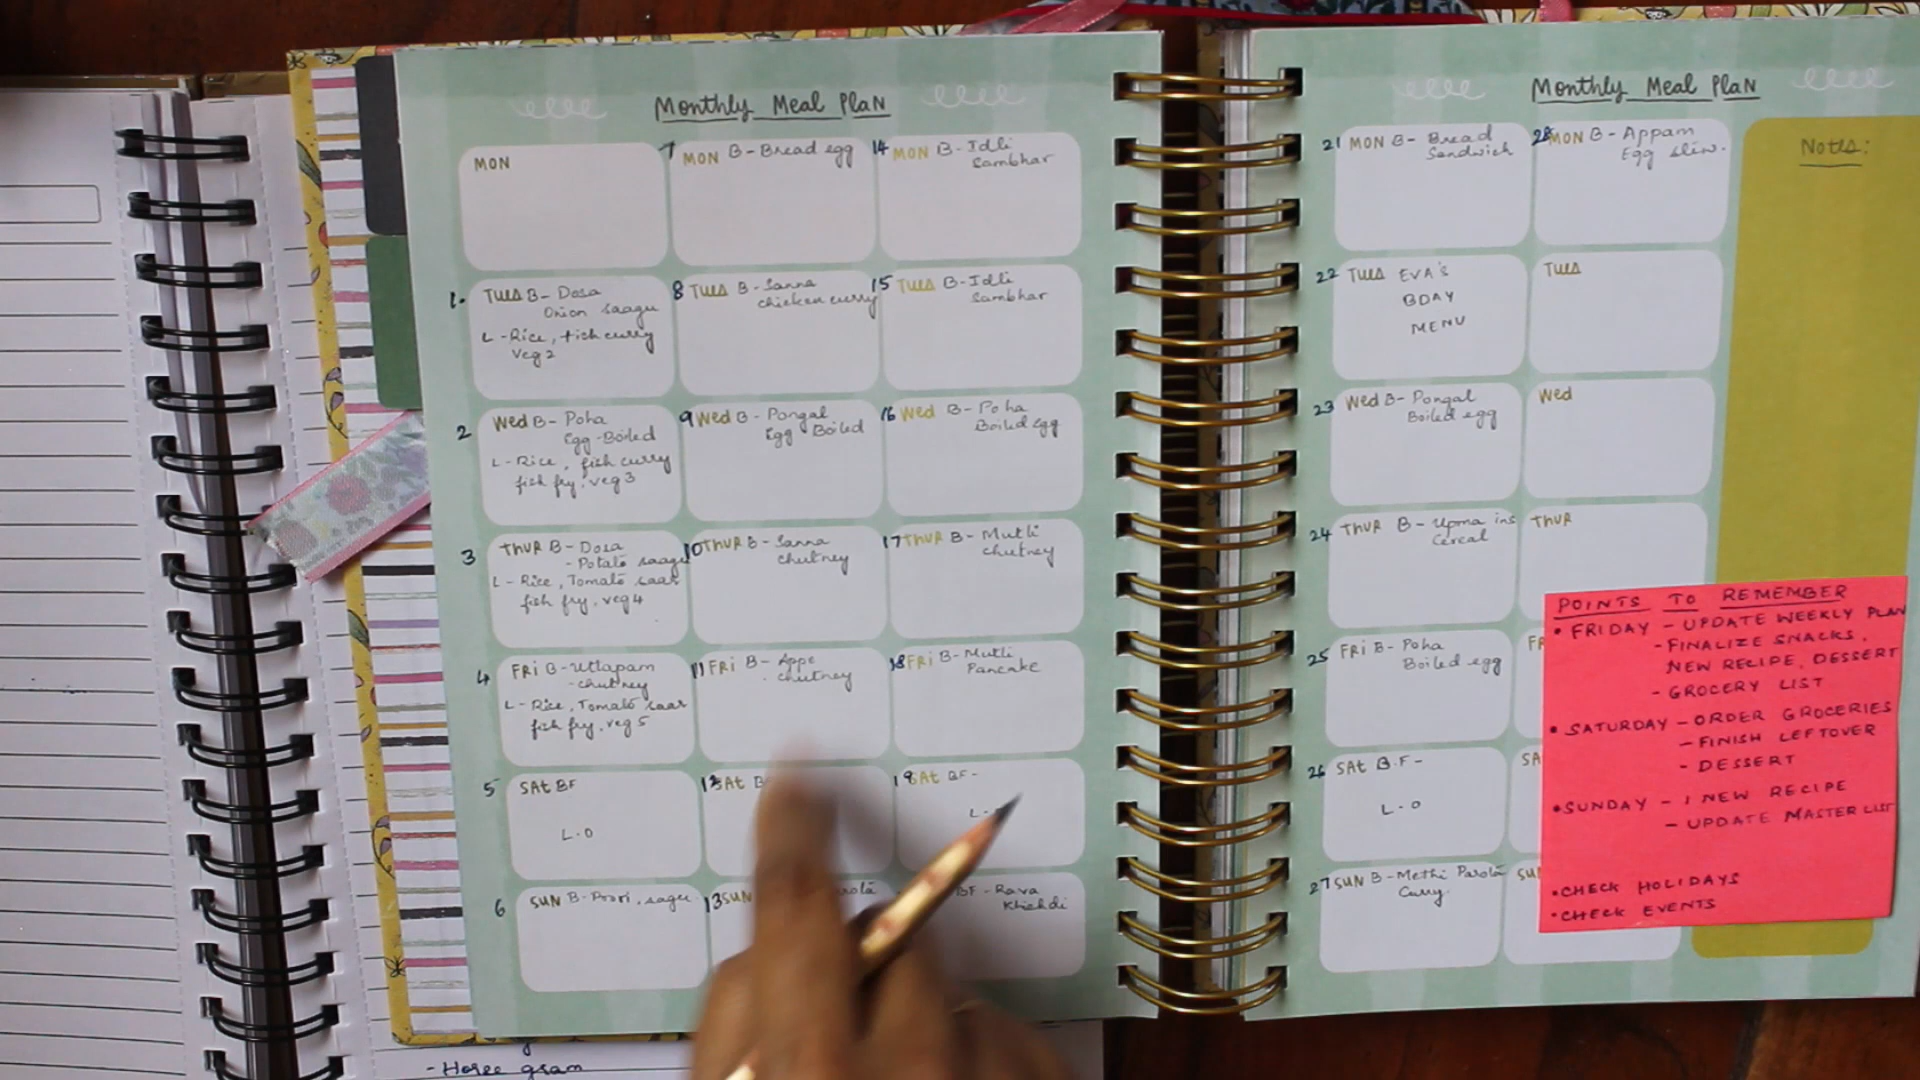 Monthly Meal Plan
MON
7 MON B - Bread egg
14 MON B - Idli
Sambhar
1. TUES B - Dosa
Onion saagu
L - Rice, fish curry
veg 2
8 TUES B - Sanna
chicken curry
15 TUES B - Idli
Sambhar
2 Wed B - Poha
Egg - Boiled
L - Rice, fish curry
fish fry, veg 3
9 Wed B - Pongal
Egg Boiled
16 Wed B - Poha
Boiled egg
3 THUR B - Dosa
- Potato saagu
L - Rice, Tomato saar
fish fry, veg 4
10 THUR B - Sanna
chutney
17 THUR B - Mutli
chutney
4 FRI B - Uttapam
- chutney
L - Rice, Tomato saar
fish fry, veg 5
11 FRI B - Appe
- chutney
18 FRI B - Mutli
Pancake
5 SAT BF
L.O
12 SAT B
19 SAT BF -
L -
6 SUN B - Poori, sagu
13 SUN
BF - Rava
Khichdi
Monthly Meal Plan
21 MON B - Bread
Sandwich
28 MON B - Appam
Egg
Notes:
22 TUES EVA'S
BDAY
MENU
TUES
23 Wed B - Pongal
Boiled egg
Wed
24 THUR B - Upma ins
Cereal
THUR
25 FRI B - Poha
Boiled egg
FR
26 SAT B.F -
L - O
SA
27 SUN B - Methi Parota
Curry.
SU
POINTS TO REMEMBER
• FRIDAY - UPDATE WEEKLY PLAN
- FINALIZE SNACKS,
NEW RECIPE, DESSERT
- GROCERY LIST
• SATURDAY - ORDER GROCERIES
- FINISH LEFTOVER
- DESSERT
• SUNDAY - 1 NEW RECIPE
- UPDATE MASTER LIST
• CHECK HOLIDAYS
• CHECK EVENTS
- Horse gram